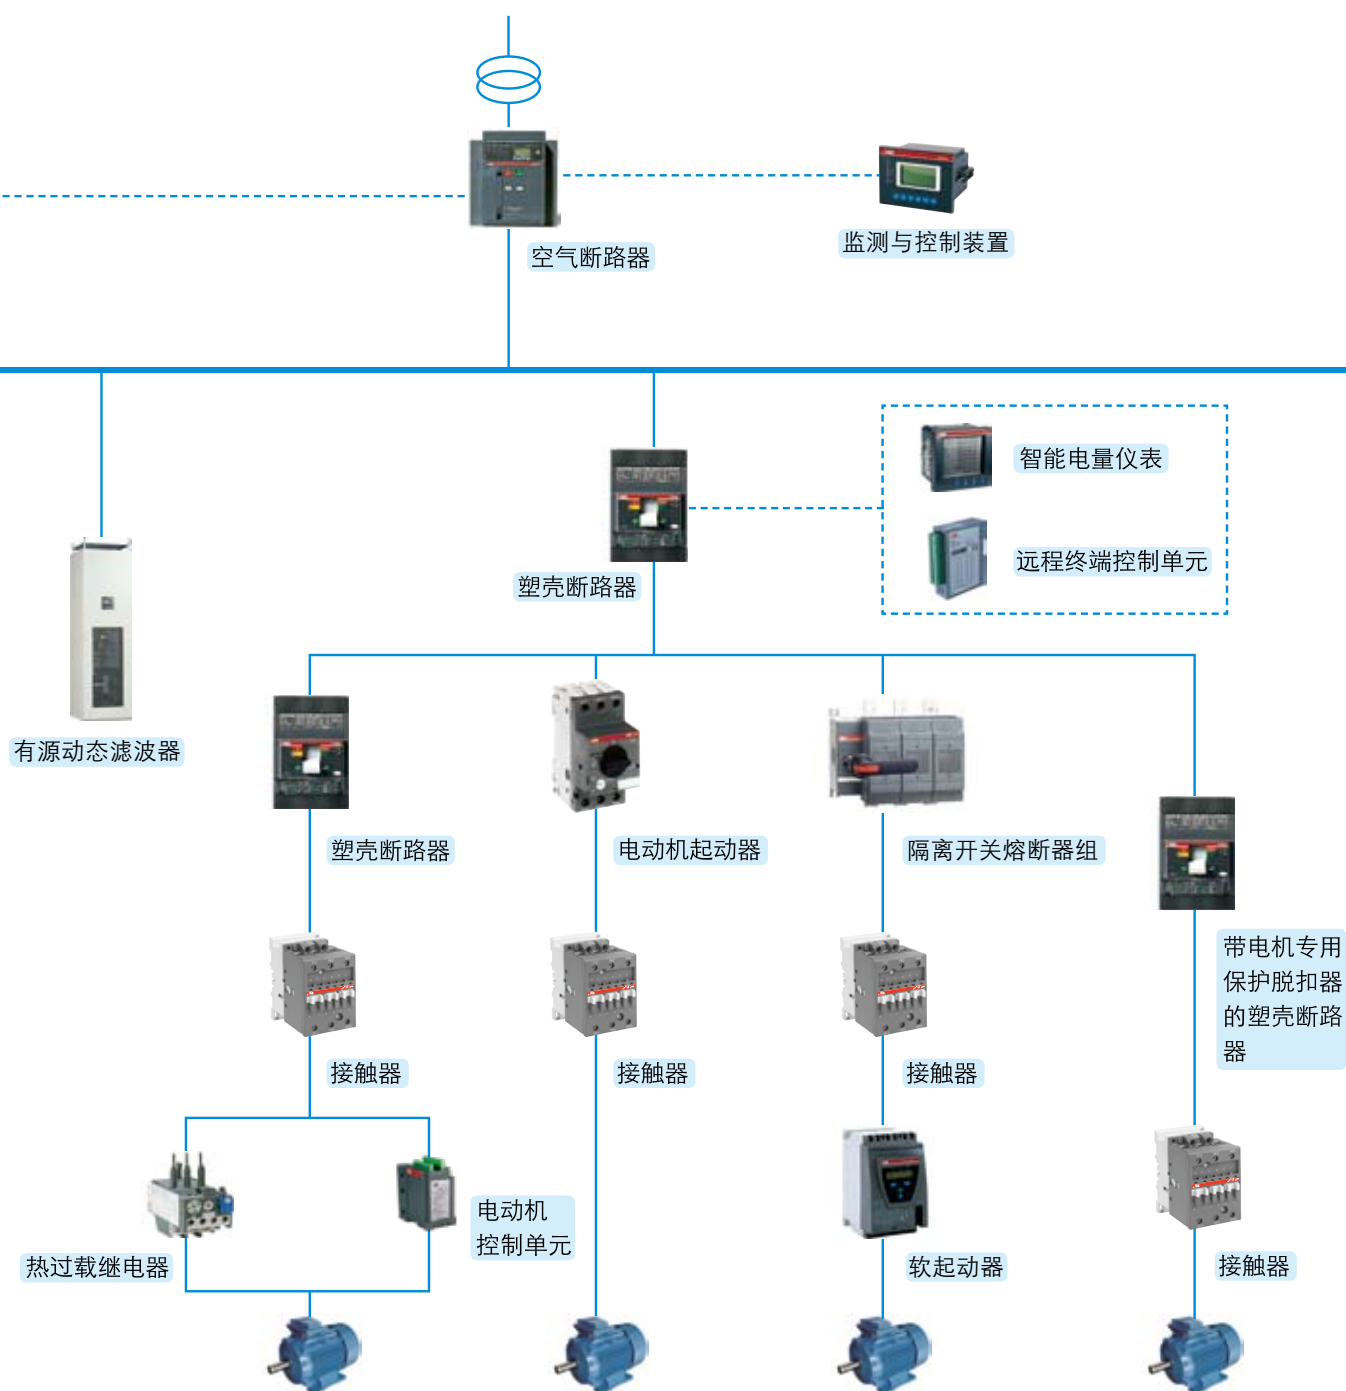 空气断路器
监测与控制装置
智能电量仪表
远程终端控制单元
塑壳断路器
有源动态滤波器
塑壳断路器
电动机起动器
隔离开关熔断器组
带电机专用
保护脱扣器
的塑壳断路
器
接触器
接触器
接触器
电动机
控制单元
热过载继电器
软起动器
接触器